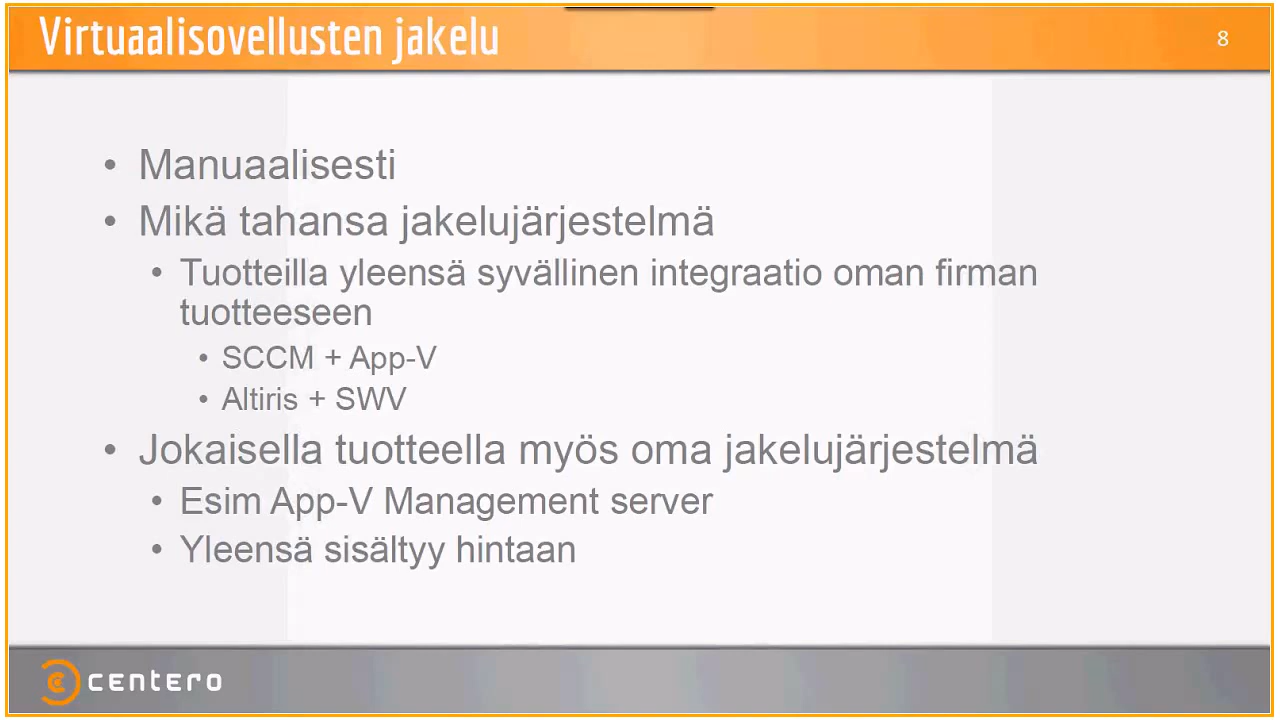 Virtuaalisovellusten jakelu
8
• Manuaalisesti
• Mikä tahansa jakelujärjestelmä
• Tuotteilla yleensä syvällinen integraatio oman firman
tuotteeseen
• SCCM + App-V
• Altiris + SWV
• Jokaisella tuotteella myös oma jakelujärjestelmä
• Esim App-V Management server
• Yleensä sisältyy hintaan
centero